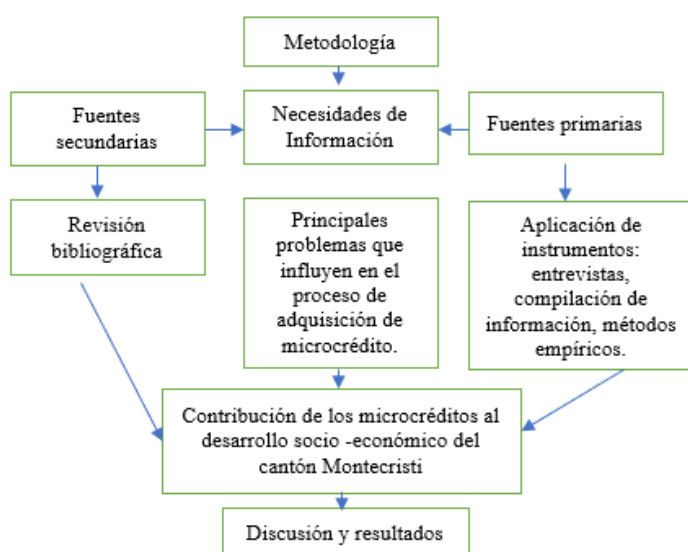 Metodología
Fuentes
secundarias
Necesidades de
Información
Fuentes primarias
Revisión
bibliográfica
Principales
problemas que
influyen en el
proceso de
adquisición de
microcrédito.
Aplicación de
instrumentos:
entrevistas,
compilación de
información, métodos
empíricos.
Contribución de los microcréditos al
desarrollo socio -económico del
cantón Montecristi
Discusión y resultados